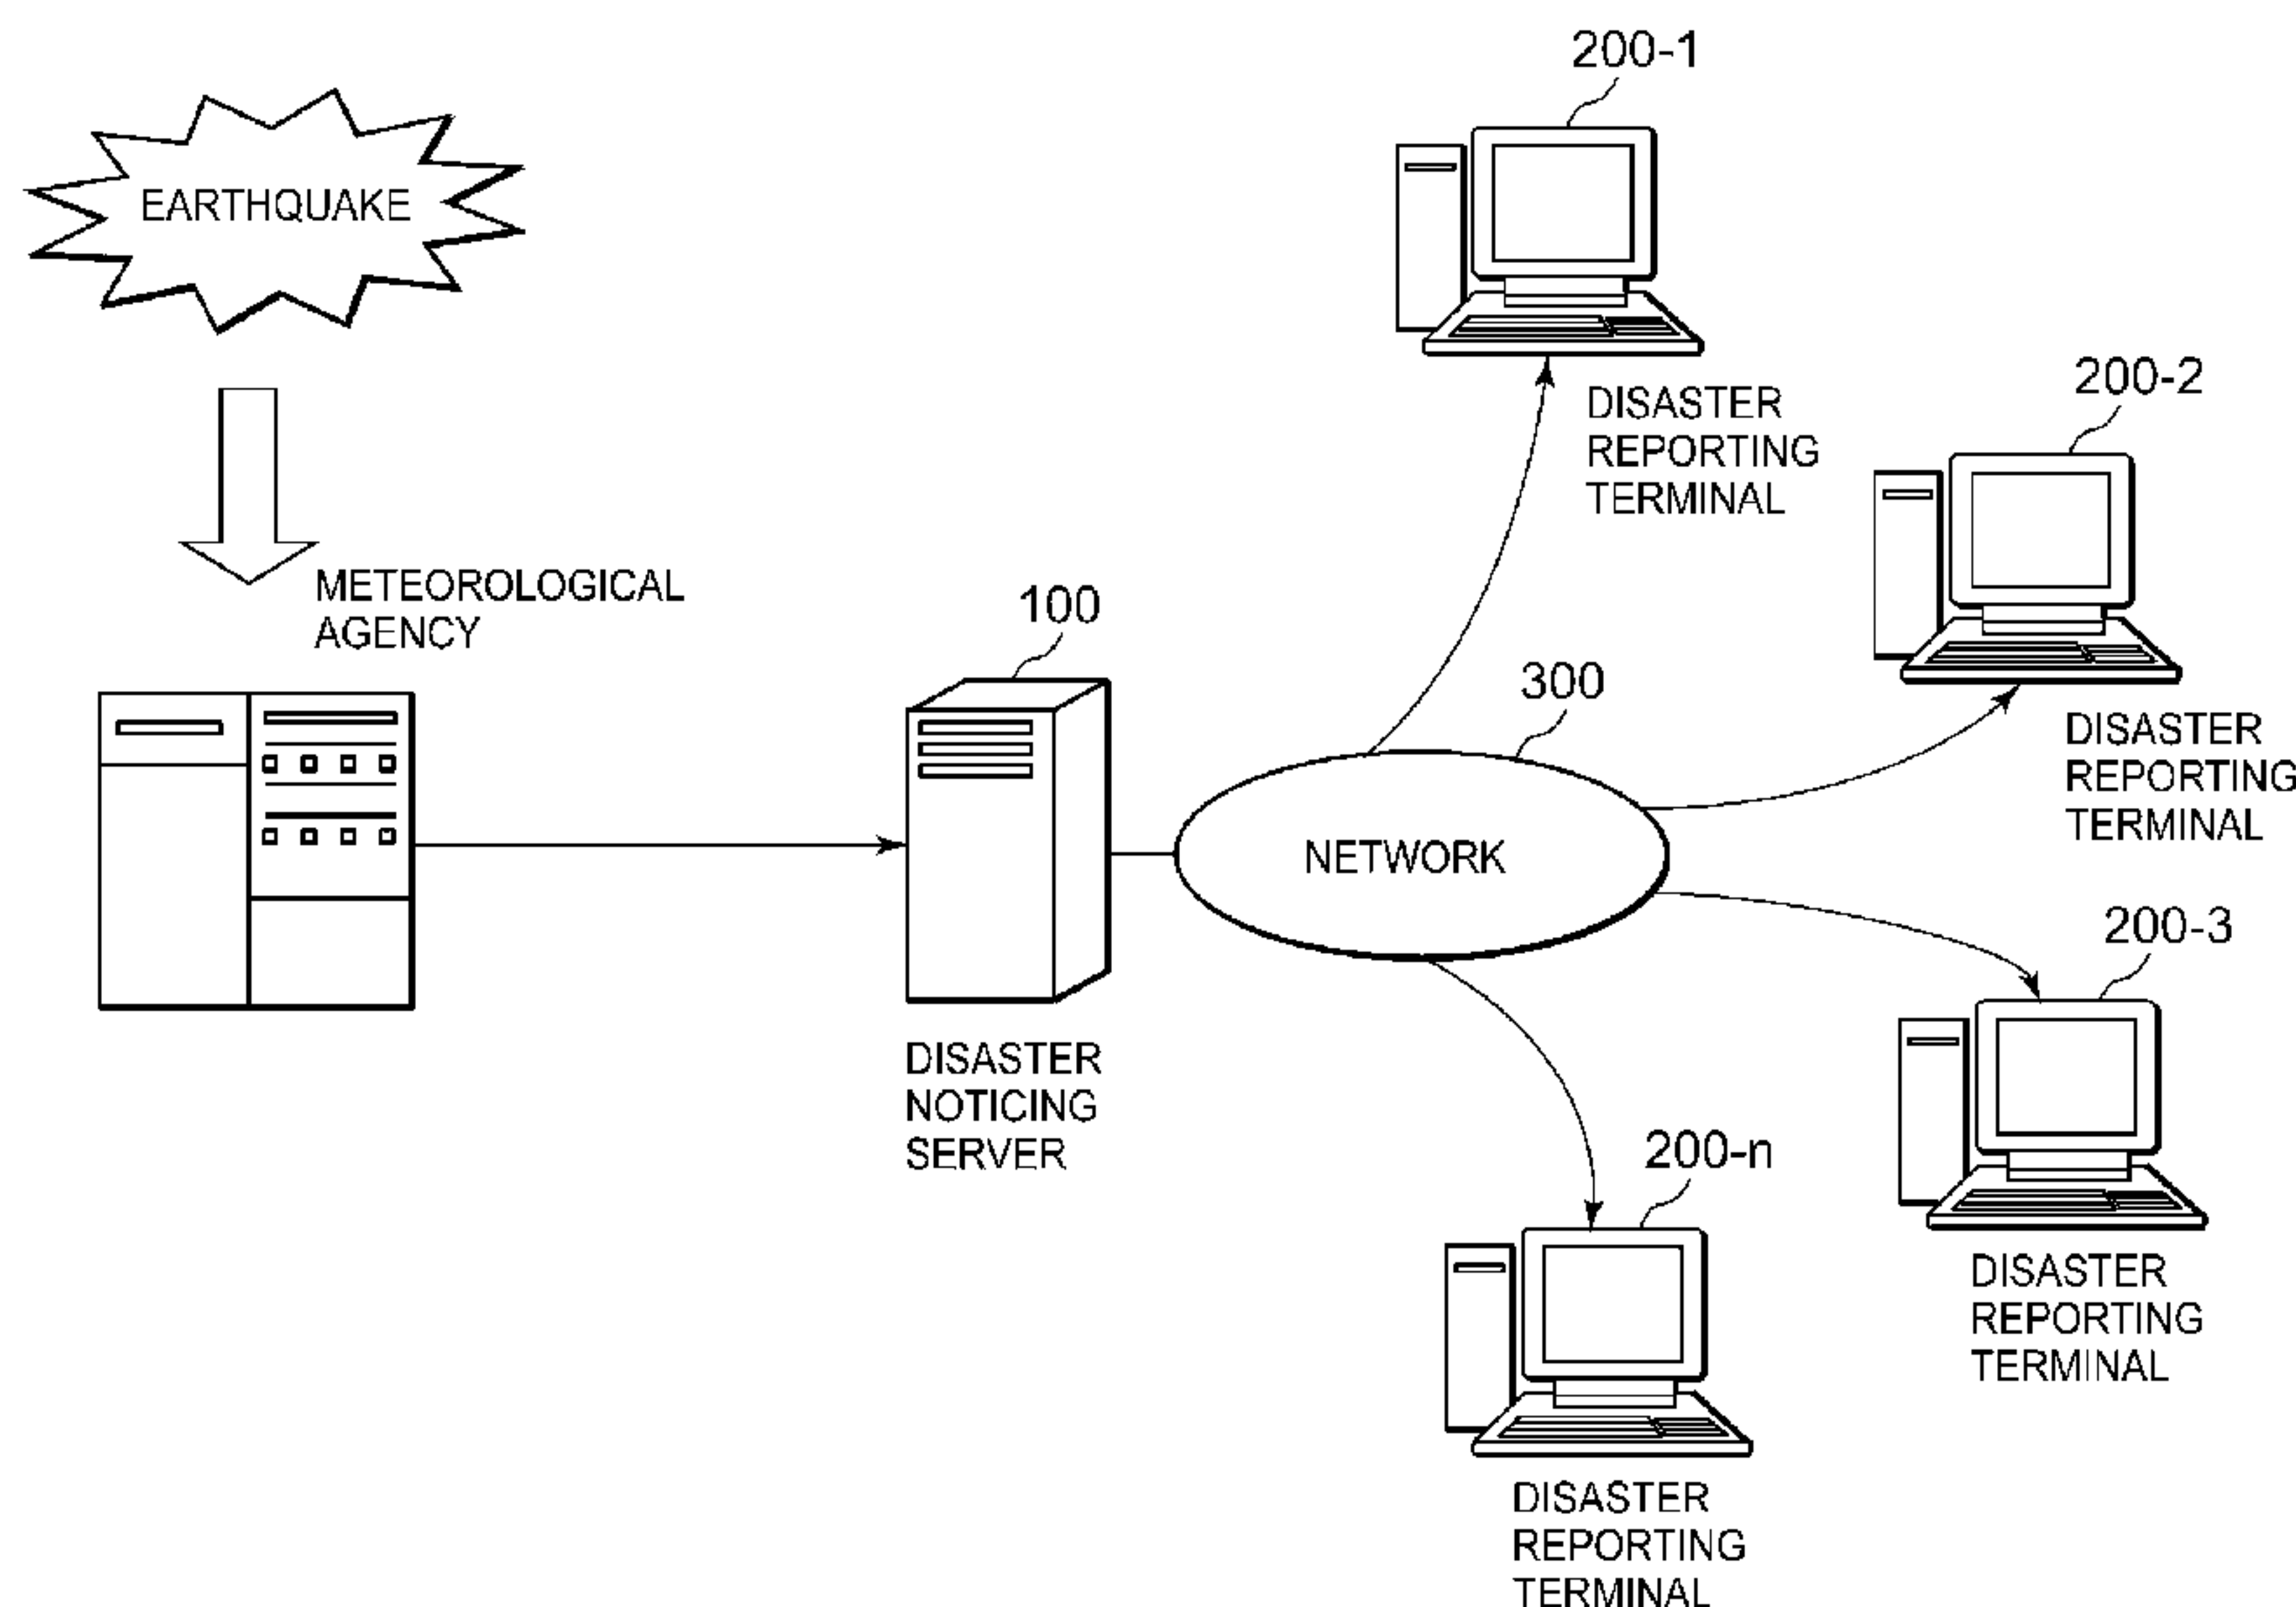 200-1
EARTHQUAKE
DISASTER
REPORTING
TERMINAL
200-2
METEOROLOGICAL
AGENCY
100
300
DISASTER
REPORTING
TERMINAL
NETWORK
200-3
DISASTER
NOTICING
SERVER
200-n
DISASTER
REPORTING
TERMINAL
DISASTER
REPORTING
TERMINAL